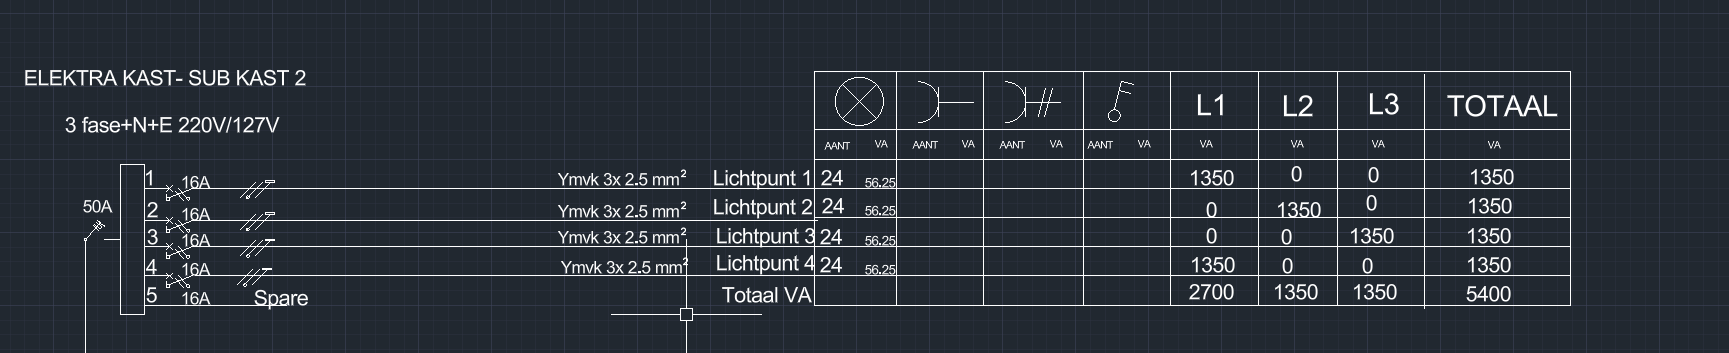 ELEKTRA KAST- SUB KAST 2
3 fase+N+E 220V/127V
L1 L2 L3 TOTAAL
AANT VA AANT VA AANT VA AANT VA VA VA VA VA
1 16A Ymvk 3x 2.5 mm² Lichtpunt 1 24 56.25 1350 0 0 1350
50A
2 16A Ymvk 3x 2.5 mm² Lichtpunt 2 24 56.25 0 1350 0 1350
3 16A Ymvk 3x 2.5 mm² Lichtpunt 3 24 56.25 0 0 1350 1350
4 16A Ymvk 3x 2.5 mm² Lichtpunt 4 24 56.25 1350 0 0 1350
5 16A Spare Totaal VA 2700 1350 1350 5400